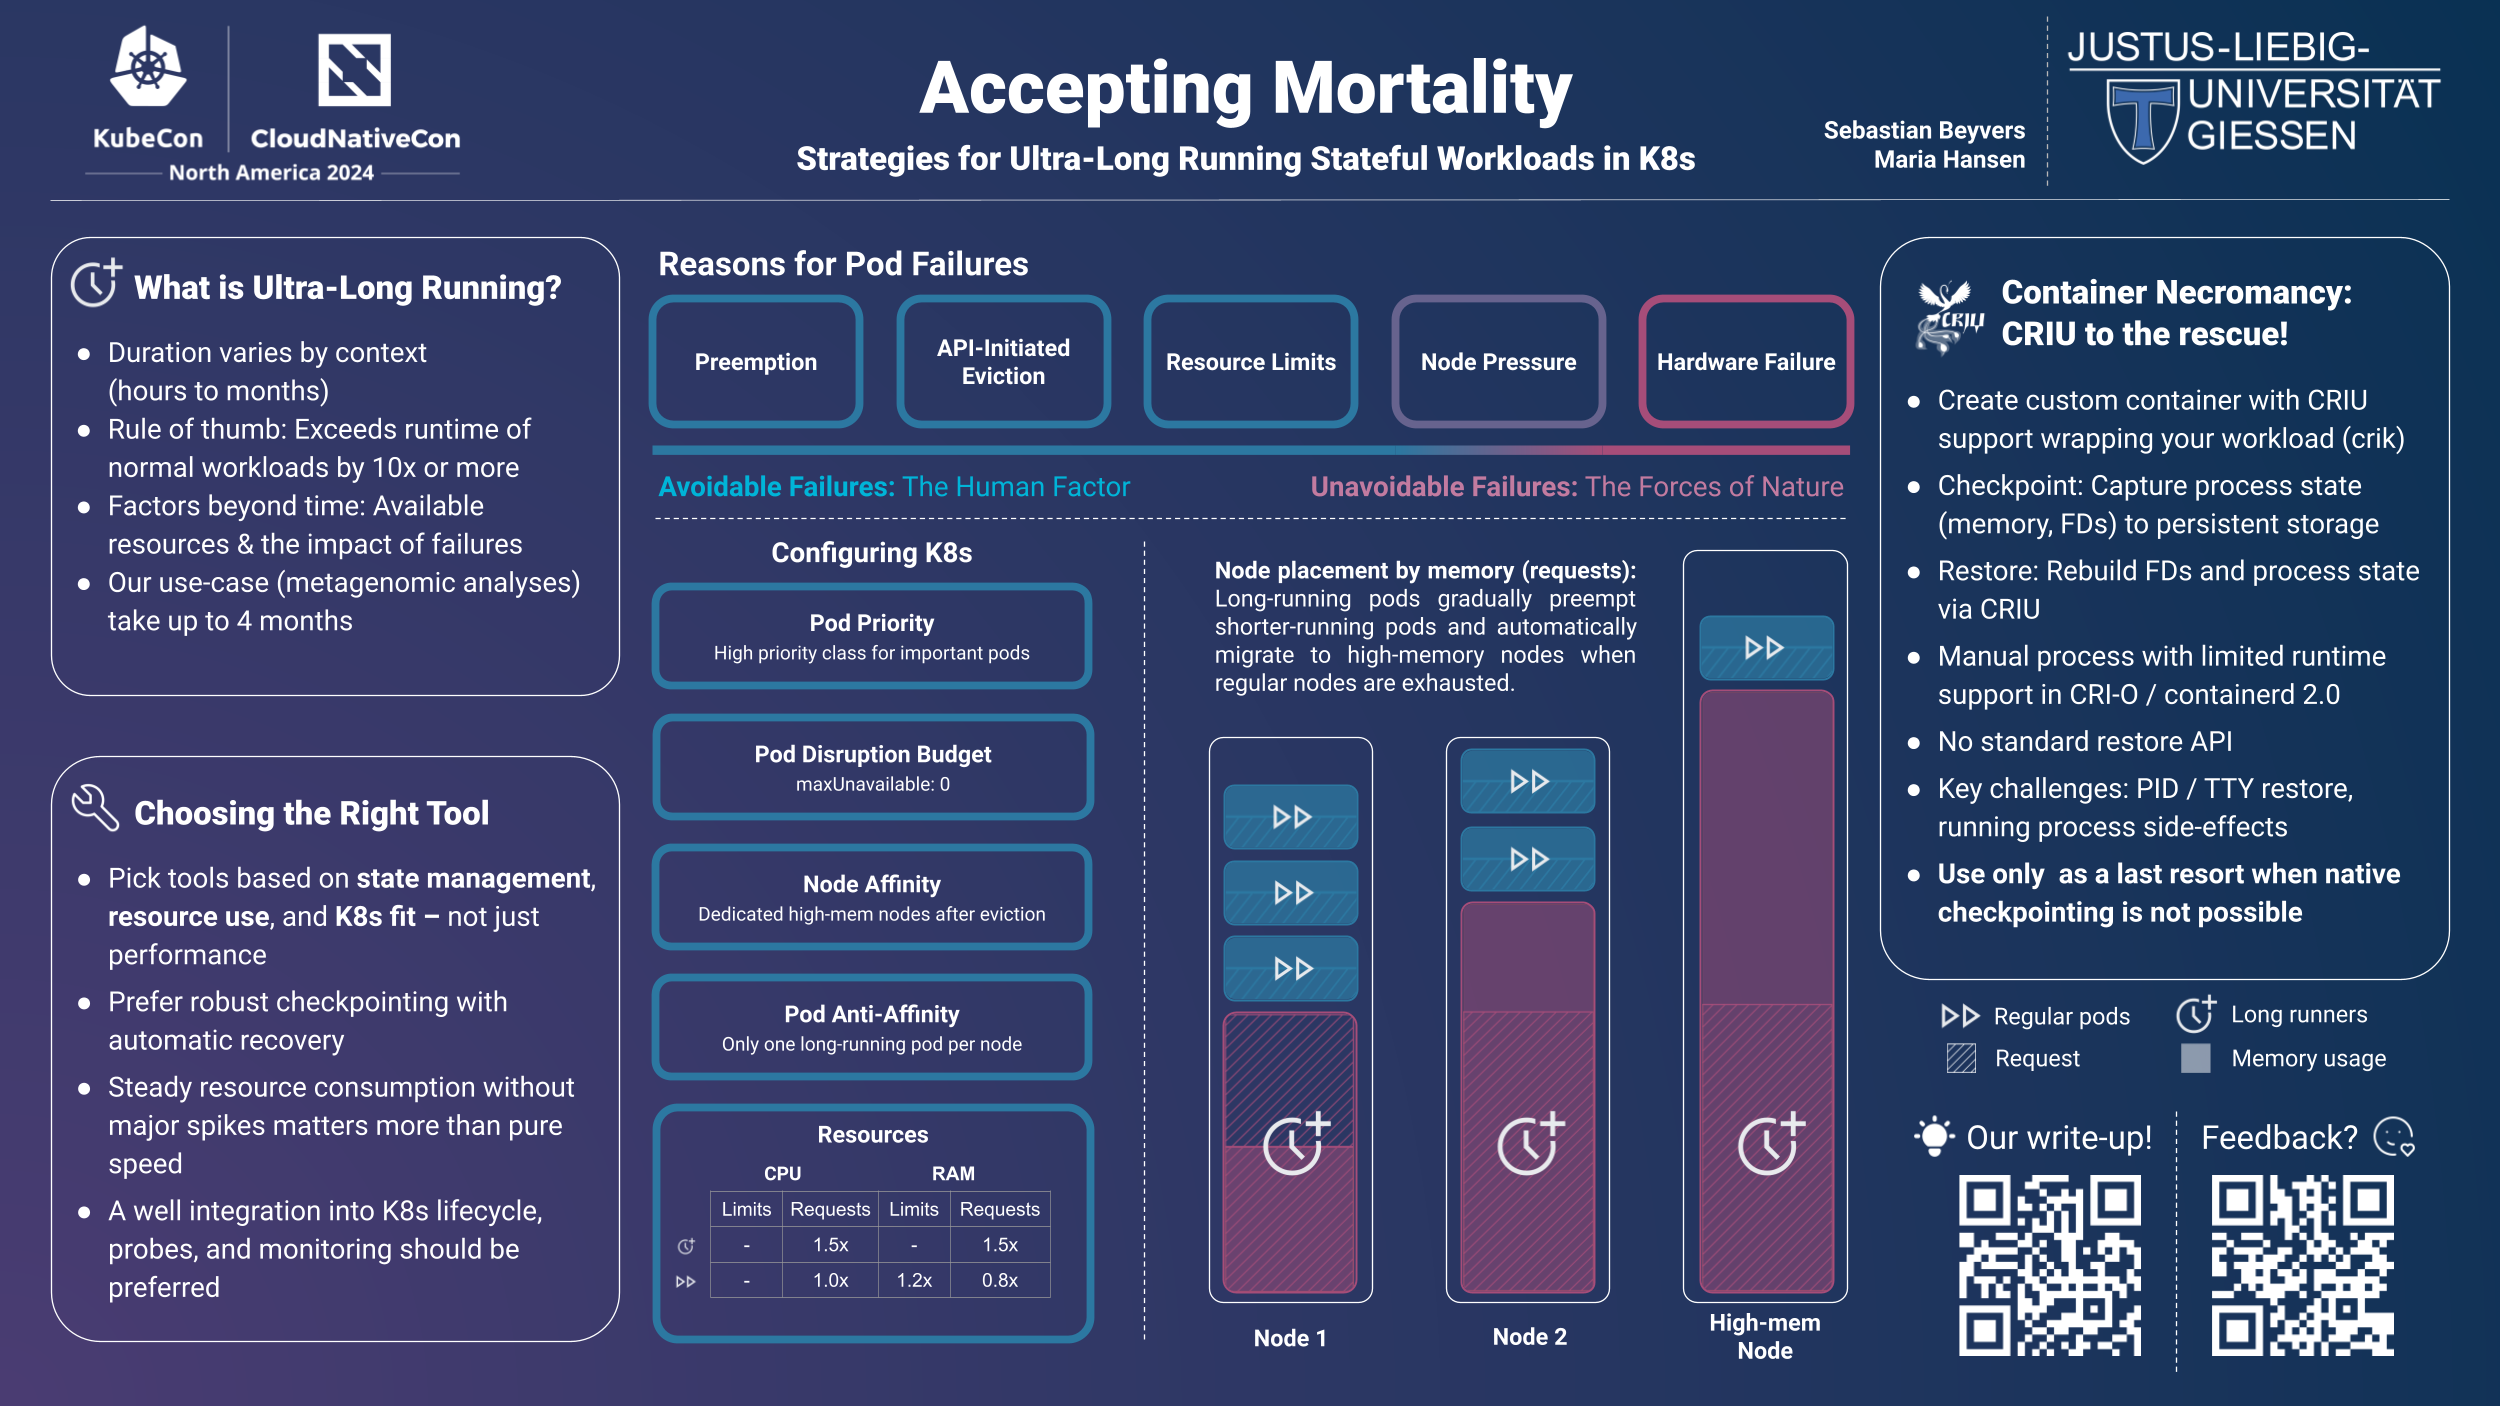 KubeCon
CloudNativeCon
North America 2024
Accepting Mortality
Strategies for Ultra-Long Running Stateful Workloads in K8s
Sebastian Beyvers
Maria Hansen
JUSTUS-LIEBIG-
UNIVERSITÄT
GIESSEN
What is Ultra-Long Running?
● Duration varies by context
(hours to months)
● Rule of thumb: Exceeds runtime of
normal workloads by 10x or more
● Factors beyond time: Available
resources & the impact of failures
● Our use-case (metagenomic analyses)
take up to 4 months
Choosing the Right Tool
● Pick tools based on state management,
resource use, and K8s fit – not just
performance
● Prefer robust checkpointing with
automatic recovery
● Steady resource consumption without
major spikes matters more than pure
speed
● A well integration into K8s lifecycle,
probes, and monitoring should be
preferred
Reasons for Pod Failures
Preemption
API-Initiated
Eviction
Resource Limits
Node Pressure
Hardware Failure
Avoidable Failures: The Human Factor
Unavoidable Failures: The Forces of Nature
Configuring K8s
Pod Priority
High priority class for important pods
Pod Disruption Budget
maxUnavailable: 0
Node Affinity
Dedicated high-mem nodes after eviction
Pod Anti-Affinity
Only one long-running pod per node
Resources
CPU RAM
Limits Requests Limits Requests
- 1.5x - 1.5x
- 1.0x 1.2x 0.8x
Node placement by memory (requests):
Long-running pods gradually preempt
shorter-running pods and automatically
migrate to high-memory nodes when
regular nodes are exhausted.
Node 1
Node 2
High-mem
Node
CRIU
Container Necromancy:
CRIU to the rescue!
● Create custom container with CRIU
support wrapping your workload (crik)
● Checkpoint: Capture process state
(memory, FDs) to persistent storage
● Restore: Rebuild FDs and process state
via CRIU
● Manual process with limited runtime
support in CRI-O / containerd 2.0
● No standard restore API
● Key challenges: PID / TTY restore,
running process side-effects
● Use only  as a last resort when native
checkpointing is not possible
Regular pods
Long runners
Request
Memory usage
Our write-up!
Feedback?